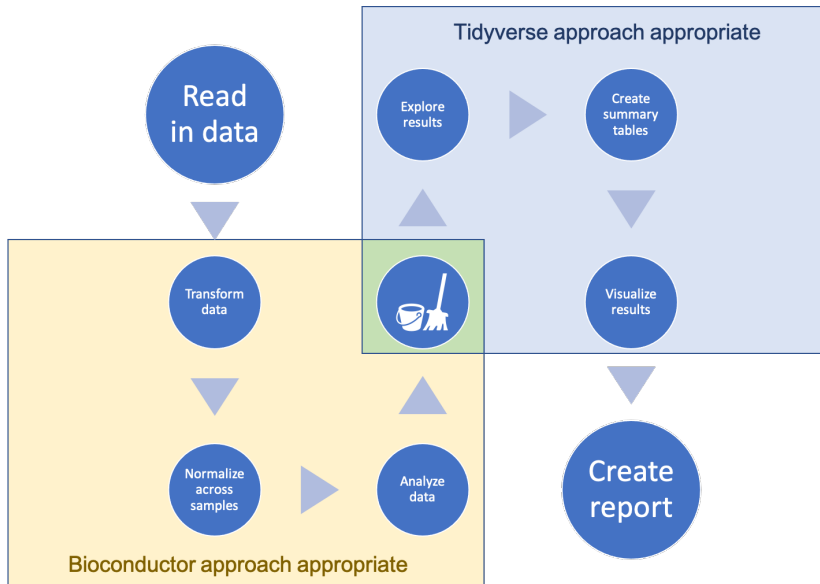 Tidyverse approach appropriate
Read
in data
Explore
results
Create
summary
tables
Transform
data
Visualize
results
Normalize
across
samples
Analyze
data
Create
report
Bioconductor approach appropriate